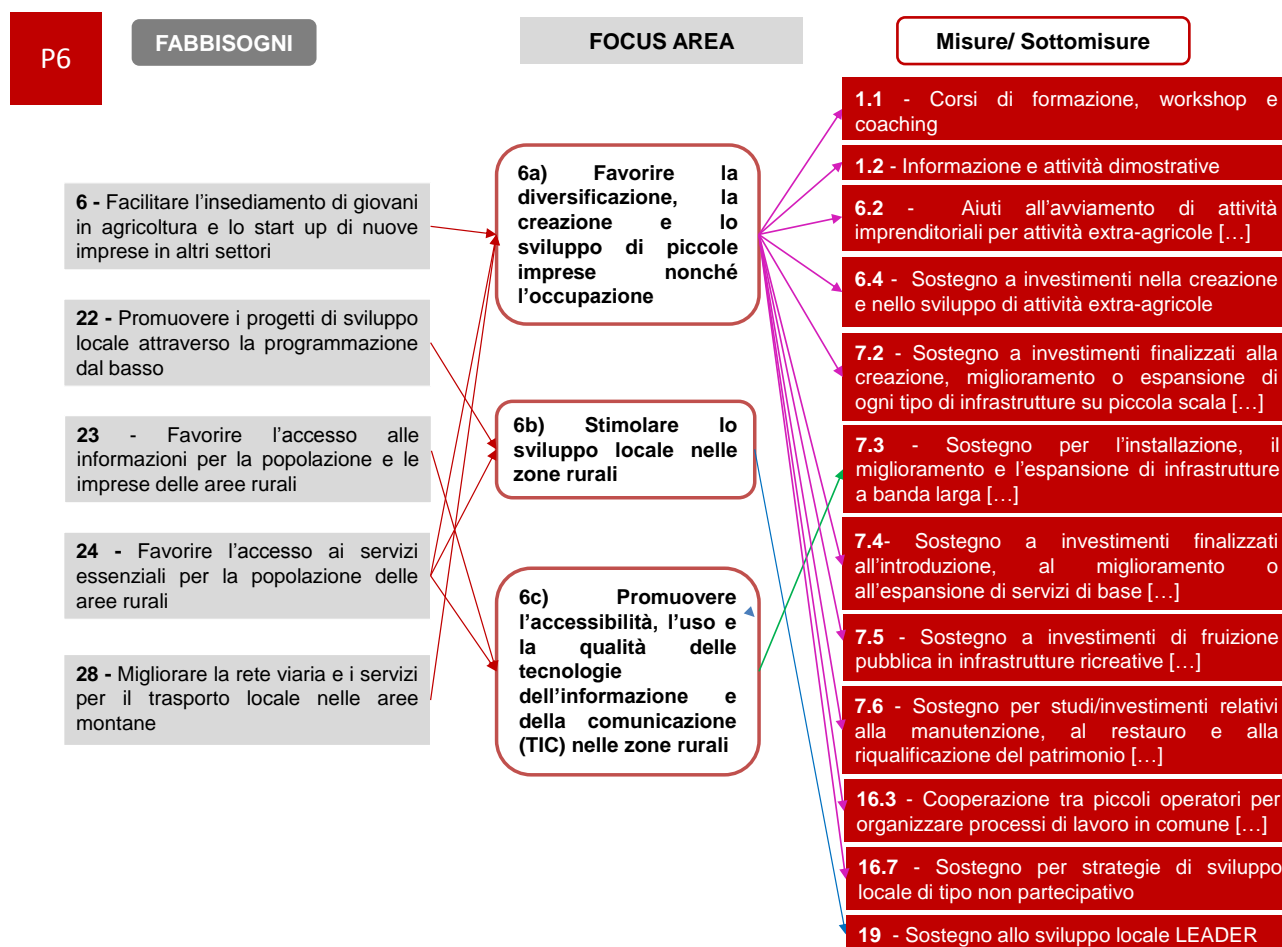 P6
FABBISOGNI
FOCUS AREA
Misure/ Sottomisure
6 - Facilitare l'insediamento di giovani
in agricoltura e lo start up di nuove
imprese in altri settori
22 - Promuovere i progetti di sviluppo
locale attraverso la programmazione
dal basso
23 - Favorire l'accesso alle
informazioni per la popolazione e le
imprese delle aree rurali
24 - Favorire l'accesso ai servizi
essenziali per la popolazione delle
aree rurali
28 - Migliorare la rete viaria e i servizi
per il trasporto locale nelle aree
montane
6a) Favorire la
diversificazione, la
creazione e lo
sviluppo di piccole
imprese nonché
l'occupazione
6b) Stimolare lo
sviluppo locale nelle
zone rurali
6c) Promuovere
l'accessibilità, l'uso e
la qualità delle
tecnologie
dell'informazione e
della comunicazione
(TIC) nelle zone rurali
1.1 - Corsi di formazione, workshop e
coaching
1.2 - Informazione e attività dimostrative
6.2 - Aiuti all'avviamento di attività
imprenditoriali per attività extra-agricole […]
6.4 - Sostegno a investimenti nella creazione
e nello sviluppo di attività extra-agricole
7.2 - Sostegno a investimenti finalizzati alla
creazione, miglioramento o espansione di
ogni tipo di infrastrutture su piccola scala […]
7.3 - Sostegno per l'installazione, il
miglioramento e l'espansione di infrastrutture
a banda larga […]
7.4- Sostegno a investimenti finalizzati
all'introduzione, al miglioramento o
all'espansione di servizi di base […]
7.5 - Sostegno a investimenti di fruizione
pubblica in infrastrutture ricreative […]
7.6 - Sostegno per studi/investimenti relativi
alla manutenzione, al restauro e alla
riqualificazione del patrimonio […]
16.3 - Cooperazione tra piccoli operatori per
organizzare processi di lavoro in comune […]
16.7 - Sostegno per strategie di sviluppo
locale di tipo non partecipativo
19 - Sostegno allo sviluppo locale LEADER